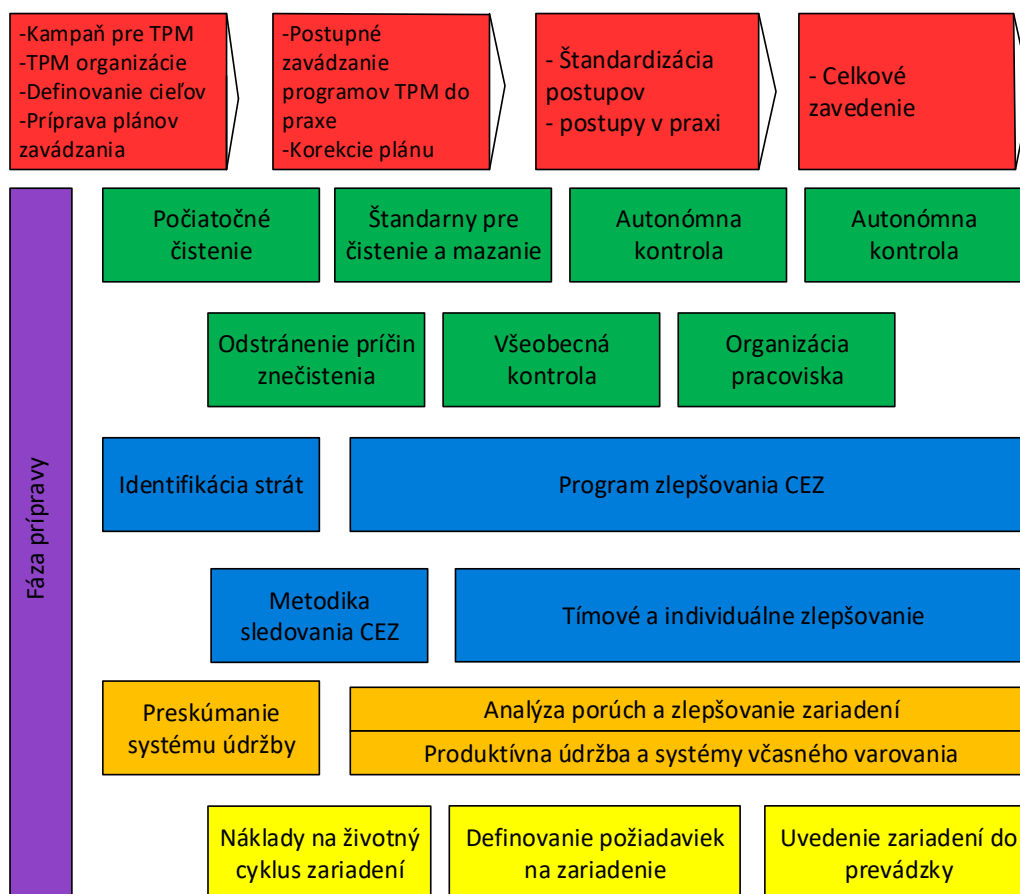 -Kampaň pre TPM
-TPM organizácie
-Definovanie cieľov
-Príprava plánov
zavádzania
-Postupné
zavádzanie
programov TPM do
praxe
-Korekcie plánu
- Štandardizácia
postupov
- postupy v praxi
- Celkové
zavedenie
Fáza prípravy
Počiatočné
čistenie
Štandarny pre
čistenie a mazanie
Autonómna
kontrola
Autonómna
kontrola
Odstránenie príčin
znečistenia
Všeobecná
kontrola
Organizácia
pracoviska
Identifikácia strát
Program zlepšovania CEZ
Metodika
sledovania CEZ
Tímové a individuálne zlepšovanie
Preskúmanie
systému údržby
Analýza porúch a zlepšovanie zariadení
Produktívna údržba a systémy včasného varovania
Náklady na životný
cyklus zariadení
Definovanie požiadaviek
na zariadenie
Uvedenie zariadení do
prevádzky